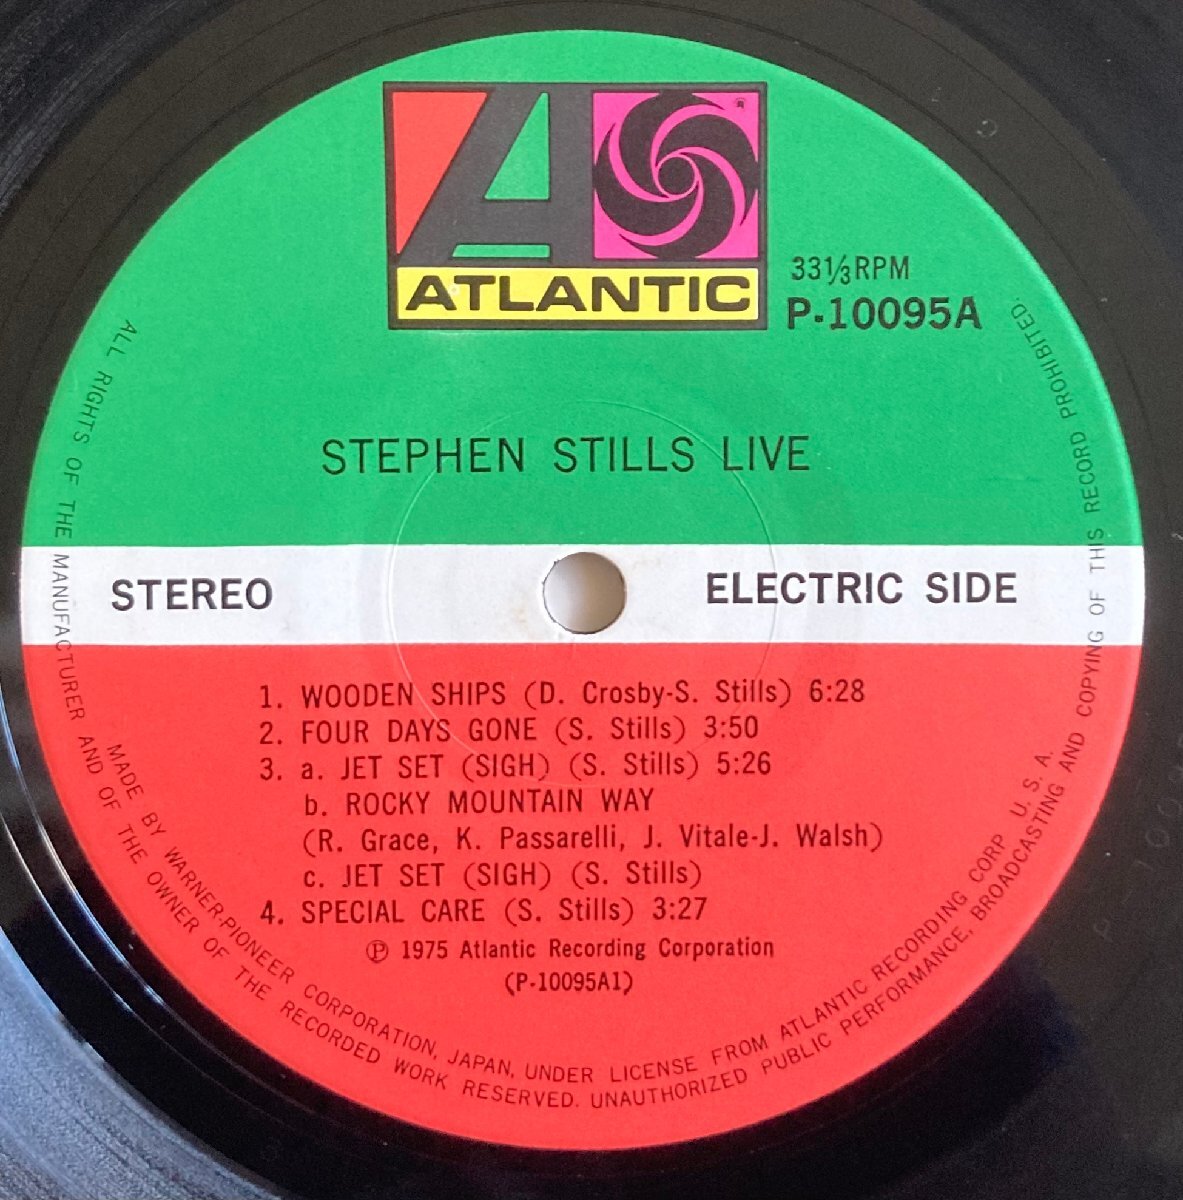 ATLANTIC
®
33⅓RPM
P-10095A
STEPHEN STILLS LIVE
STEREO
ELECTRIC SIDE
1. WOODEN SHIPS (D. Crosby-S. Stills) 6:28
2. FOUR DAYS GONE (S. Stills) 3:50
3. a. JET SET (SIGH) (S. Stills) 5:26
b. ROCKY MOUNTAIN WAY
(R. Grace, K. Passarelli, J. Vitale-J. Walsh)
c. JET SET (SIGH) (S. Stills)
4. SPECIAL CARE (S. Stills) 3:27
℗ 1975 Atlantic Recording Corporation
(P-10095A1)
MADE BY WARNER-PIONEER CORPORATION, JAPAN, UNDER LICENSE FROM ATLANTIC RECORDING CORP U. S. A.
ALL RIGHTS OF THE MANUFACTURER AND OF THE OWNER OF THE RECORDED WORK RESERVED. UNAUTHORIZED PUBLIC PERFORMANCE, BROADCASTING AND COPYING OF THIS RECORD PROHIBITED.